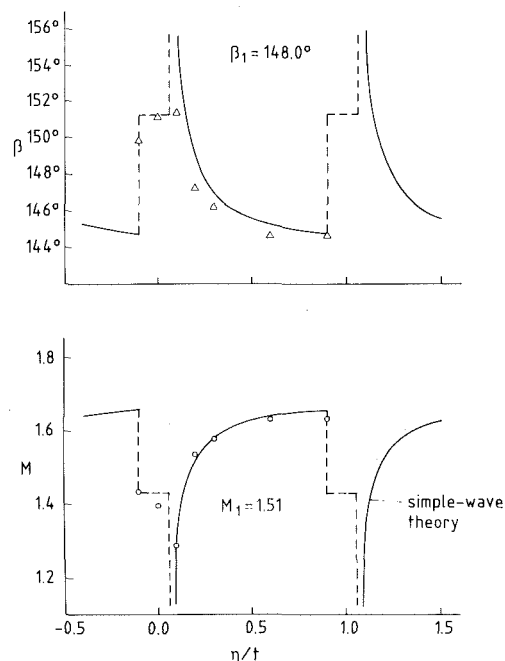 156°
154°
β₁ = 148.0°
152°
150°
β
148°
146°
144°
1.8
1.6
M
M₁ = 1.51
simple-wave
theory
1.4
1.2
-0.5
0.0
0.5
1.0
1.5
η/t